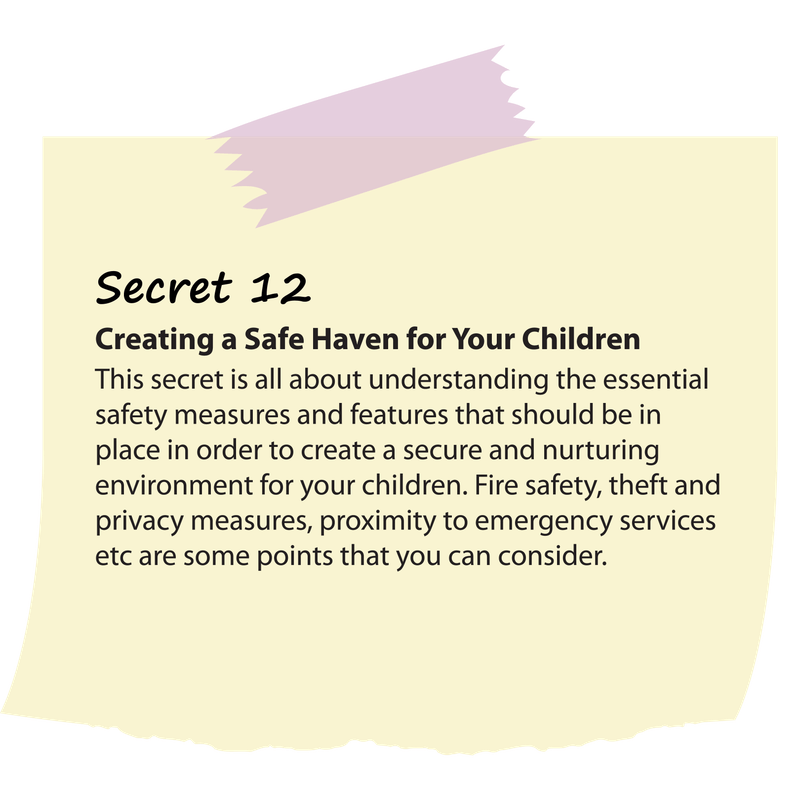 Secret 12
Creating a Safe Haven for Your Children
This secret is all about understanding the essential
safety measures and features that should be in
place in order to create a secure and nurturing
environment for your children. Fire safety, theft and
privacy measures, proximity to emergency services
etc are some points that you can consider.